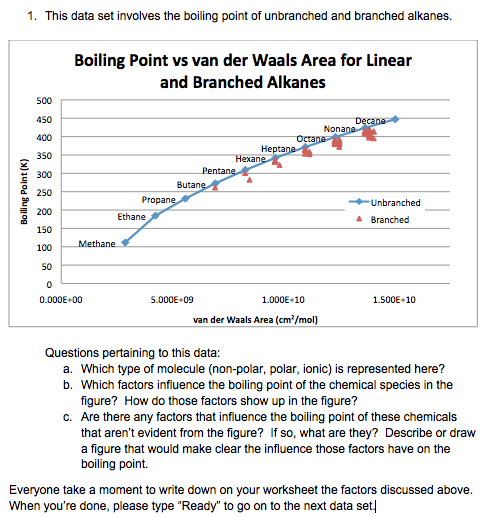 1. This data set involves the boiling point of unbranched and branched alkanes.
Boiling Point vs van der Waals Area for Linear
and Branched Alkanes
500
450
400
350
300
250
200
150
100
50
0
Boiling Point (K)
Methane
Ethane
Propane
Butane
Pentane
Hexane
Heptane
Octane
Nonane
Decane
Unbranched
Branched
0.000E+00 5.000E+09 1.000E+10 1.500E+10
van der Waals Area (cm²/mol)
Questions pertaining to this data:
a. Which type of molecule (non-polar, polar, ionic) is represented here?
b. Which factors influence the boiling point of the chemical species in the
figure? How do those factors show up in the figure?
c. Are there any factors that influence the boiling point of these chemicals
that aren't evident from the figure? If so, what are they? Describe or draw
a figure that would make clear the influence those factors have on the
boiling point.
Everyone take a moment to write down on your worksheet the factors discussed above.
When you're done, please type "Ready" to go on to the next data set.